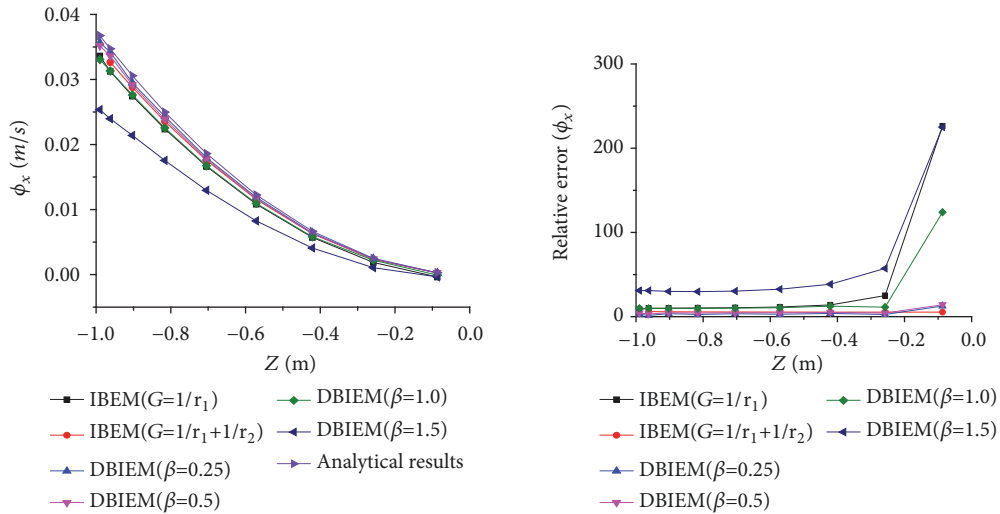 0.04
0.03
0.02
0.01
0.00
ϕx (m/s)
−1.0 −0.8 −0.6 −0.4 −0.2 0.0
Z (m)
IBEM(G=1/r1)
IBEM(G=1/r1+1/r2)
DBIEM(β=0.25)
DBIEM(β=0.5)
DBIEM(β=1.0)
DBIEM(β=1.5)
Analytical results
300
200
100
0
Relative error (ϕx)
−1.0 −0.8 −0.6 −0.4 −0.2 0.0
Z (m)
IBEM(G=1/r1)
IBEM(G=1/r1+1/r2)
DBIEM(β=0.25)
DBIEM(β=0.5)
DBIEM(β=1.0)
DBIEM(β=1.5)